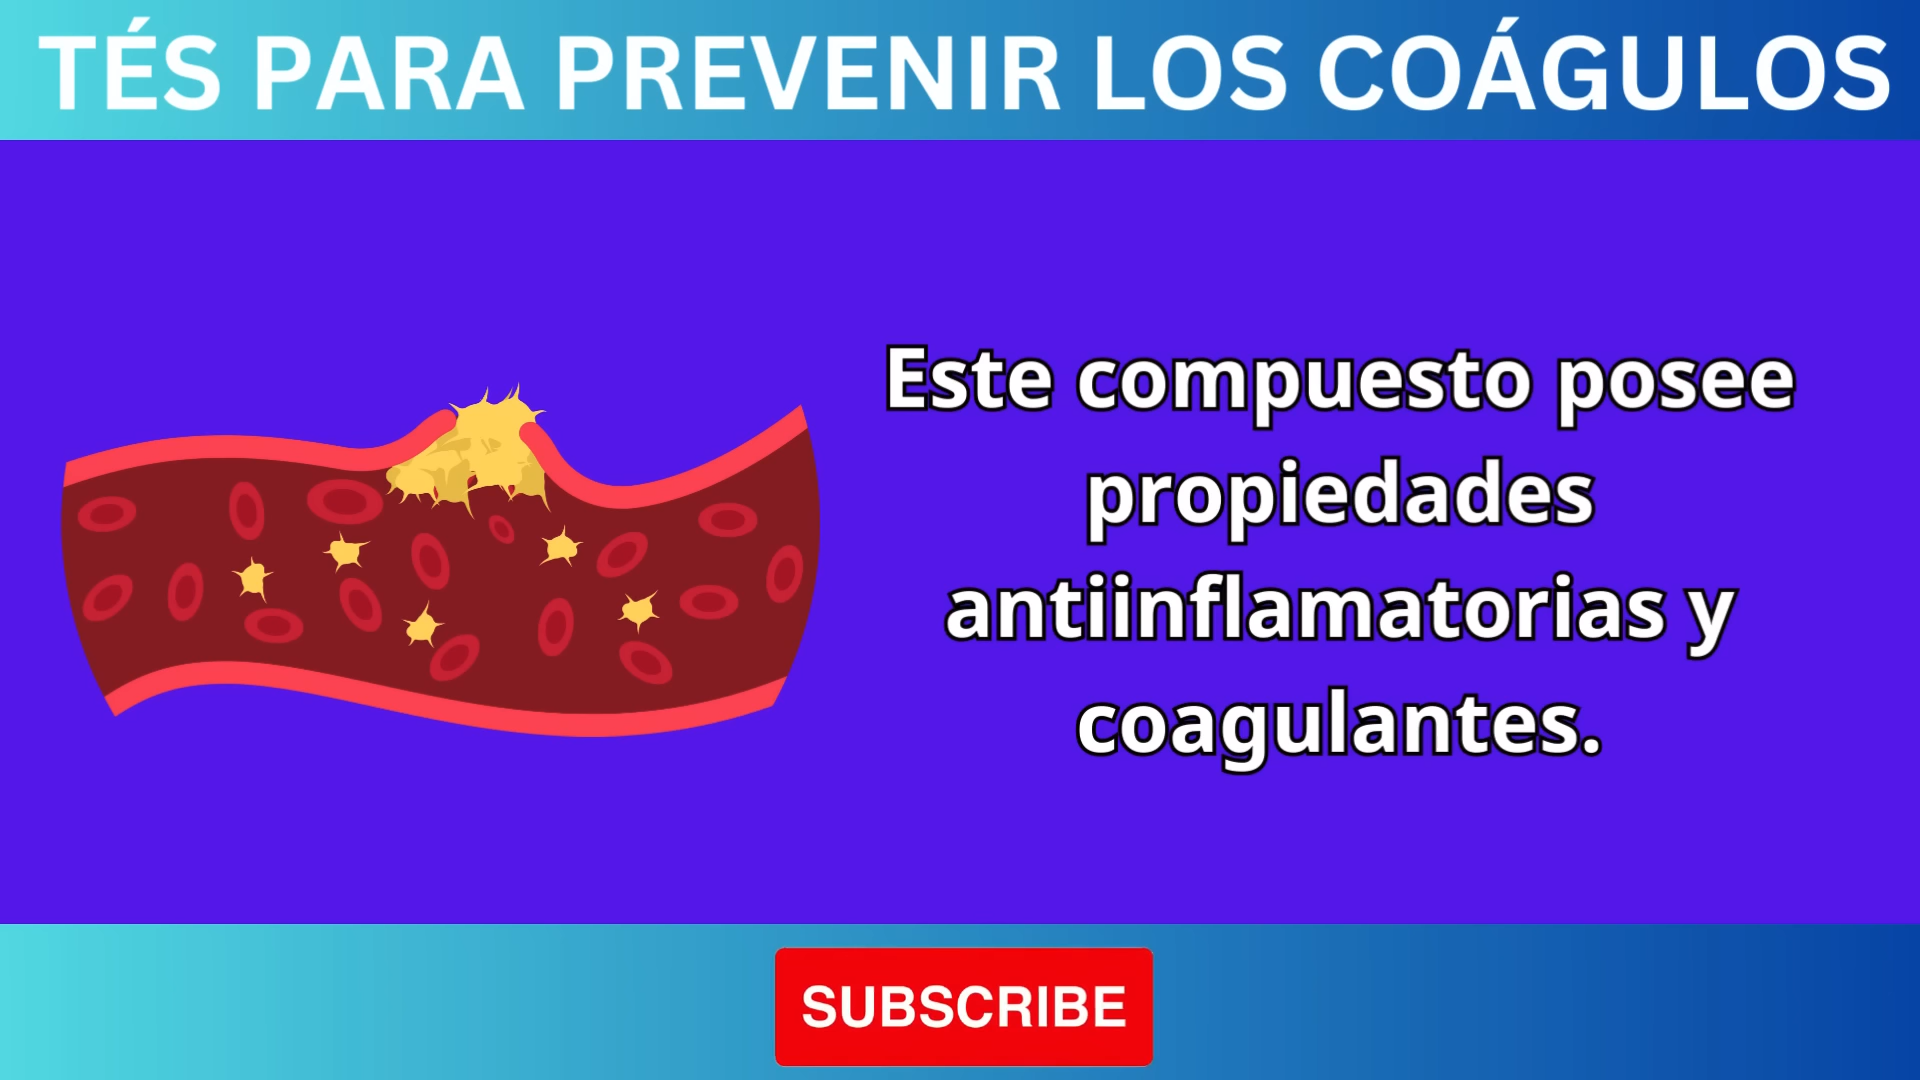 TÉS PARA PREVENIR LOS COÁGULOS
Este compuesto posee
propiedades
antiinflamatorias y
coagulantes.
SUBSCRIBE